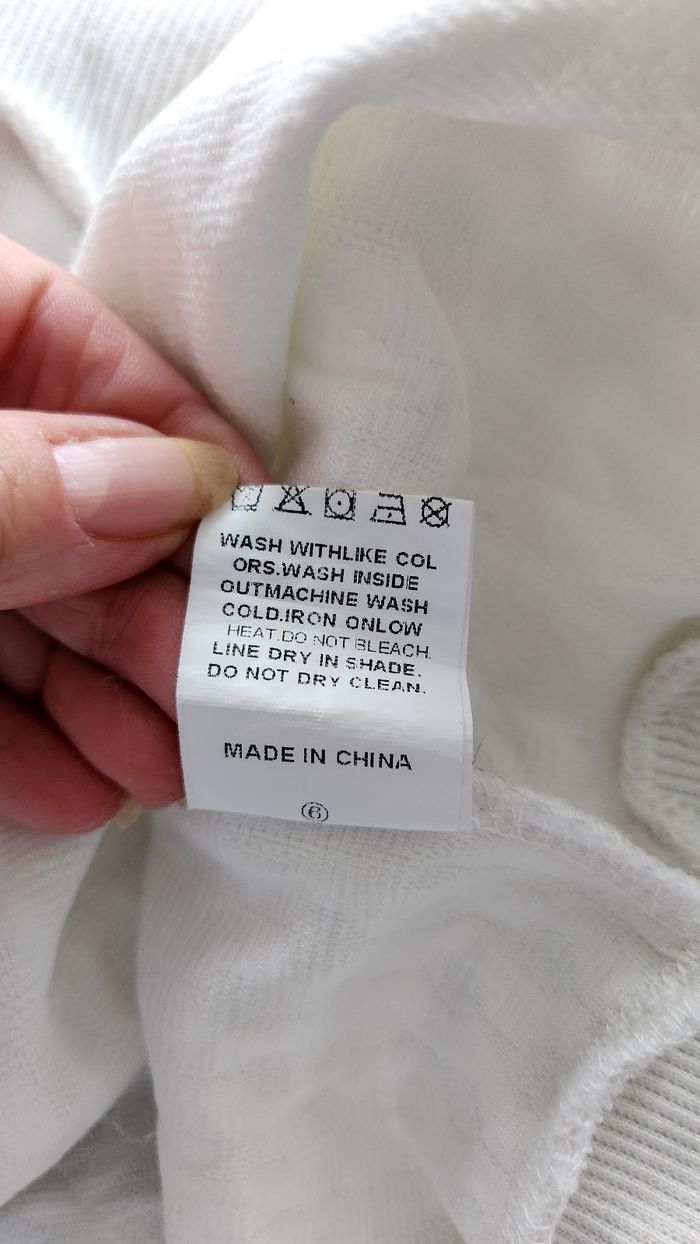 WASH WITHLIKE COL
ORS.WASH INSIDE
OUTMACHINE WASH
COLD.IRON ONLOW
HEAT.DO NOT BLEACH.
LINE DRY IN SHADE.
DO NOT DRY CLEAN.
MADE IN CHINA
⑥